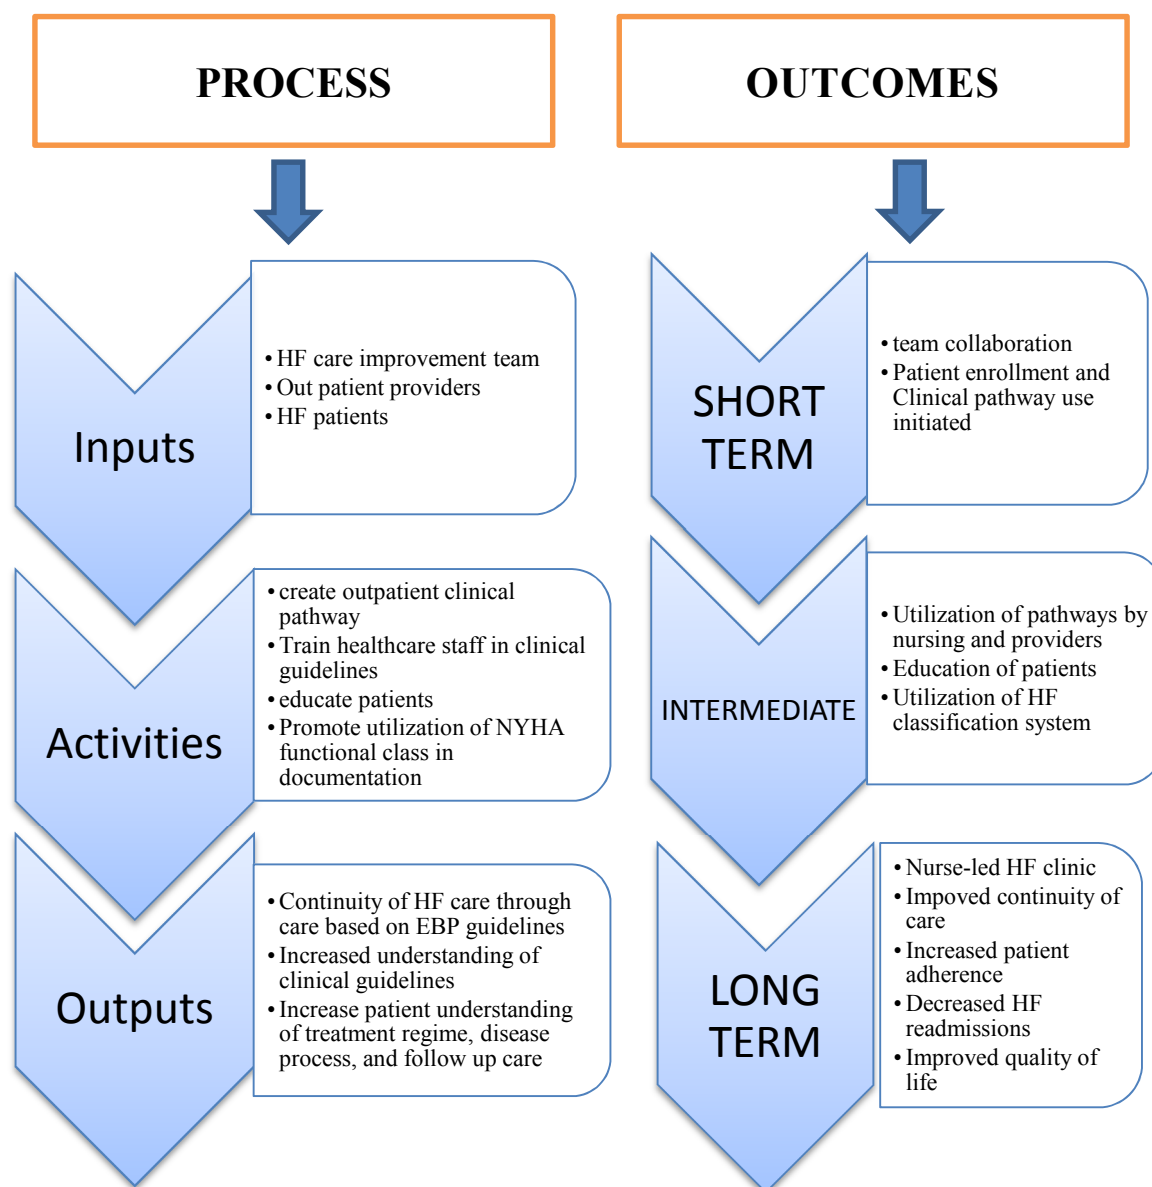 PROCESS
Inputs
• HF care improvement team
• Out patient providers
• HF patients
Activities
• create outpatient clinical
pathway
• Train healthcare staff in clinical
guidelines
• educate patients
• Promote utilization of NYHA
functional class in
documentation
Outputs
• Continuity of HF care through
care based on EBP guidelines
• Increased understanding of
clinical guidelines
• Increase patient understanding
of treatment regime, disease
process, and follow up care
OUTCOMES
SHORT
TERM
• team collaboration
• Patient enrollment and
Clinical pathway use
initiated
INTERMEDIATE
• Utilization of pathways by
nursing and providers
• Education of patients
• Utilization of HF
classification system
LONG
TERM
• Nurse-led HF clinic
• Impoved continuity of
care
• Increased patient
adherence
• Decreased HF
readmissions
• Improved quality of
life